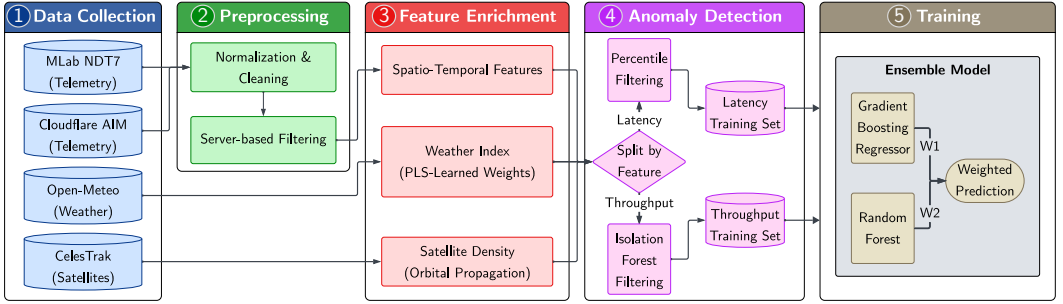 1 Data Collection
MLab NDT7
(Telemetry)
Cloudflare AIM
(Telemetry)
Open-Meteo
(Weather)
CelesTrak
(Satellites)
2 Preprocessing
Normalization &
Cleaning
Server-based Filtering
3 Feature Enrichment
Spatio-Temporal Features
Weather Index
(PLS-Learned Weights)
Satellite Density
(Orbital Propagation)
4 Anomaly Detection
Percentile
Filtering
Latency
Training Set
Latency
Split by
Feature
Throughput
Isolation
Forest
Filtering
Throughput
Training Set
5 Training
Ensemble Model
Gradient
Boosting
Regressor
W1
Weighted
Prediction
W2
Random
Forest